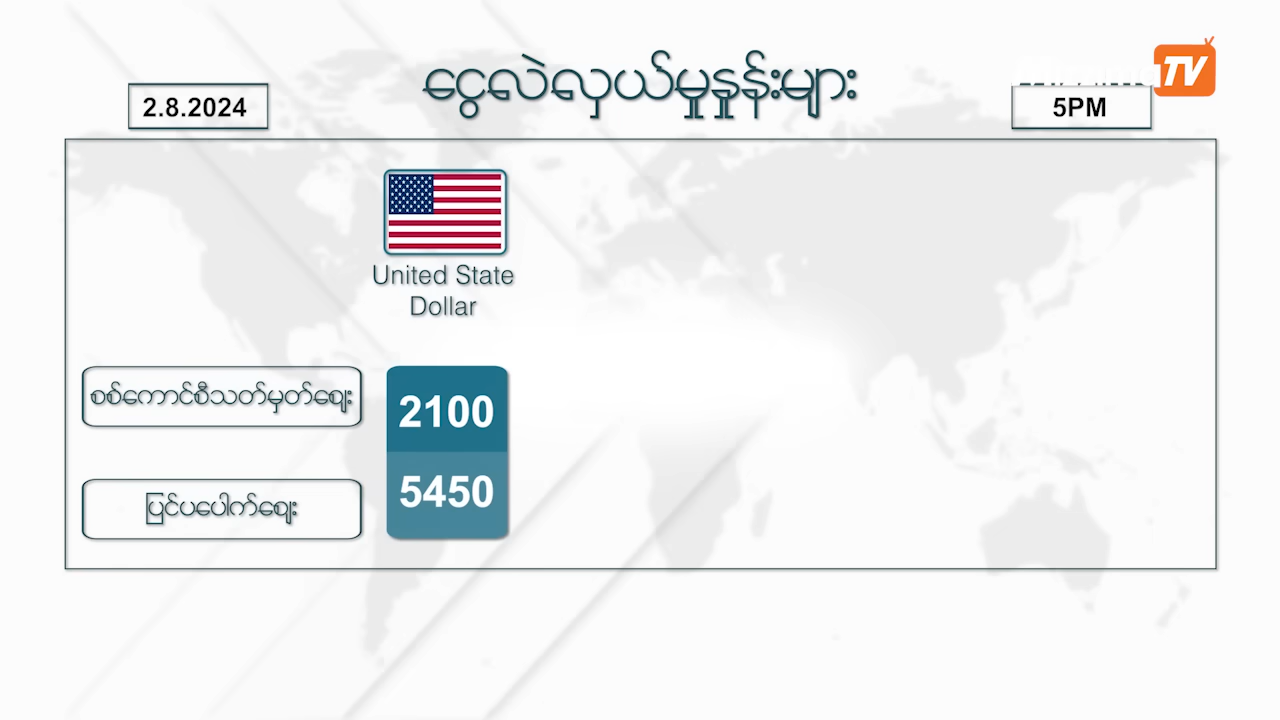 ငွေလဲလှယ်မှုနှုန်းများ
TV
2.8.2024
5PM
United State
Dollar
စစ်ကောင်စီသတ်မှတ်ဈေး
2100
ပြင်ပပေါက်ဈေး
5450